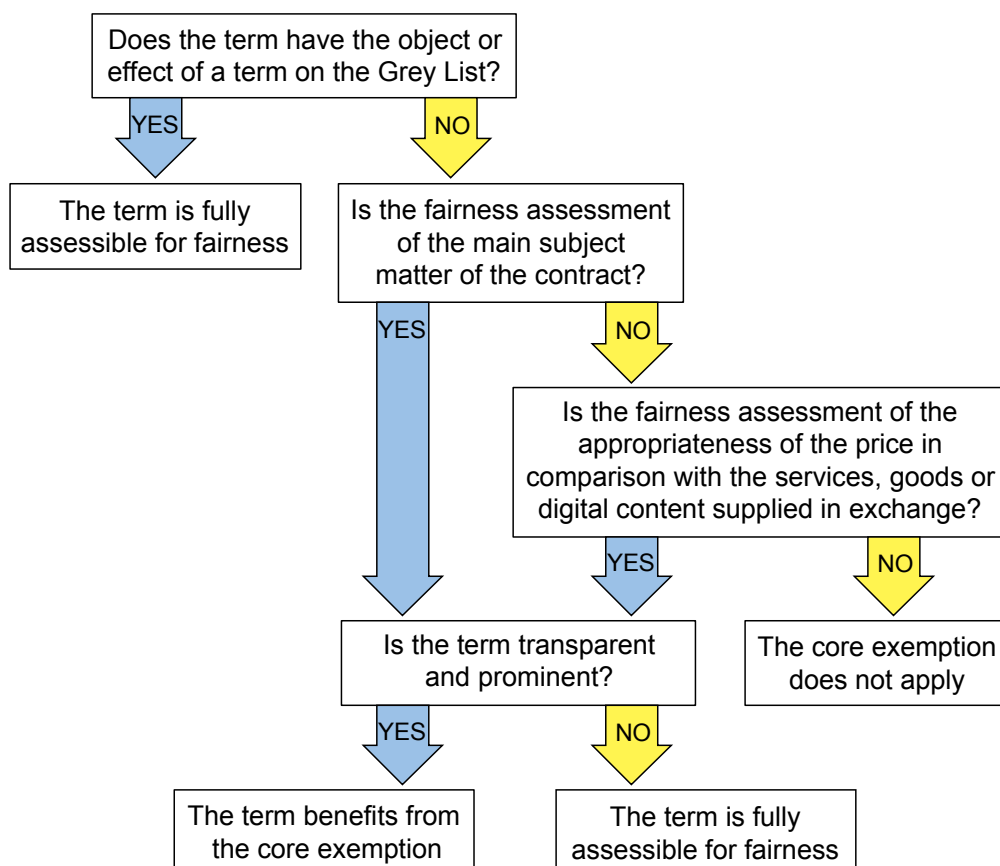 Does the term have the object or
effect of a term on the Grey List?
YES
NO
The term is fully
assessible for fairness
Is the fairness assessment
of the main subject
matter of the contract?
YES
NO
Is the fairness assessment of the
appropriateness of the price in
comparison with the services, goods or
digital content supplied in exchange?
YES
NO
Is the term transparent
and prominent?
The core exemption
does not apply
YES
NO
The term benefits from
the core exemption
The term is fully
assessible for fairness